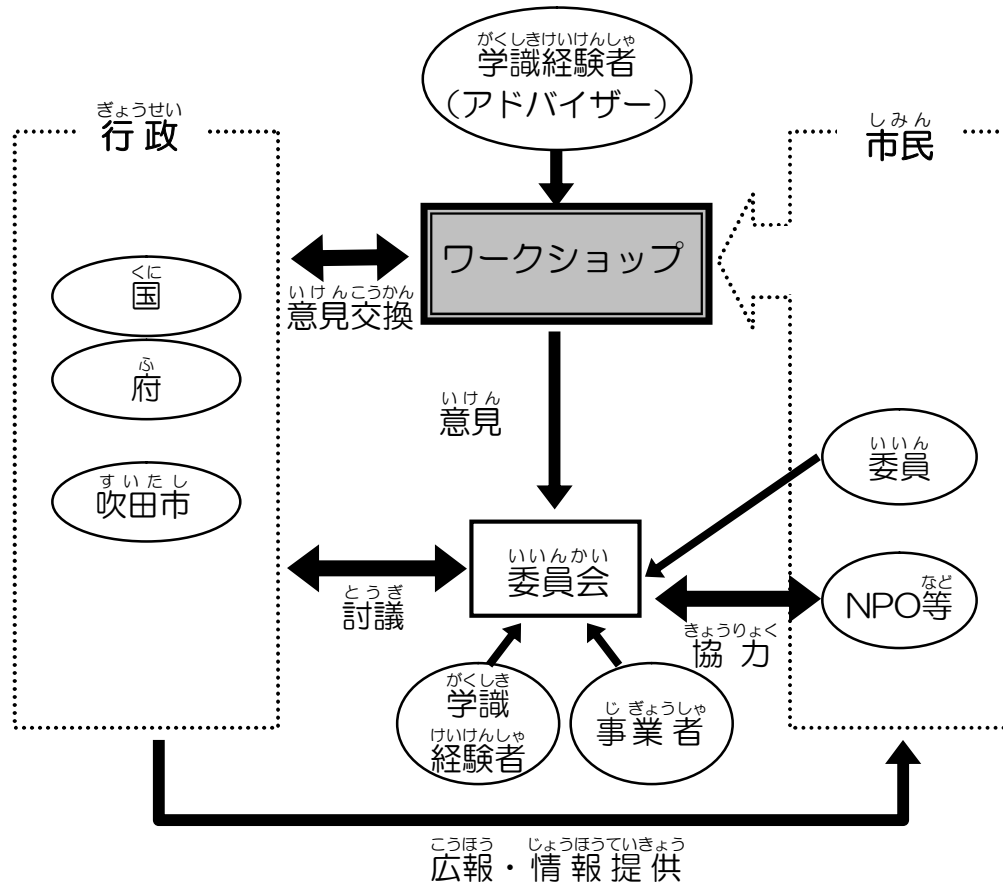 がくしきけいけんしゃ
学識経験者
(アドバイザー)
ぎょうせい
行政
しみん
市民
ワークショップ
くに
国
いけんこうかん
意見交換
ふ
府
いけん
意見
いいん
委員
すいたし
吹田市
いいんかい
委員会
とうぎ
討議
など
NPO等
きょうりょく
協力
がくしき
学識
けいけんしゃ
経験者
じぎょうしゃ
事業者
こうほう じょうほうていきょう
広報・情報提供